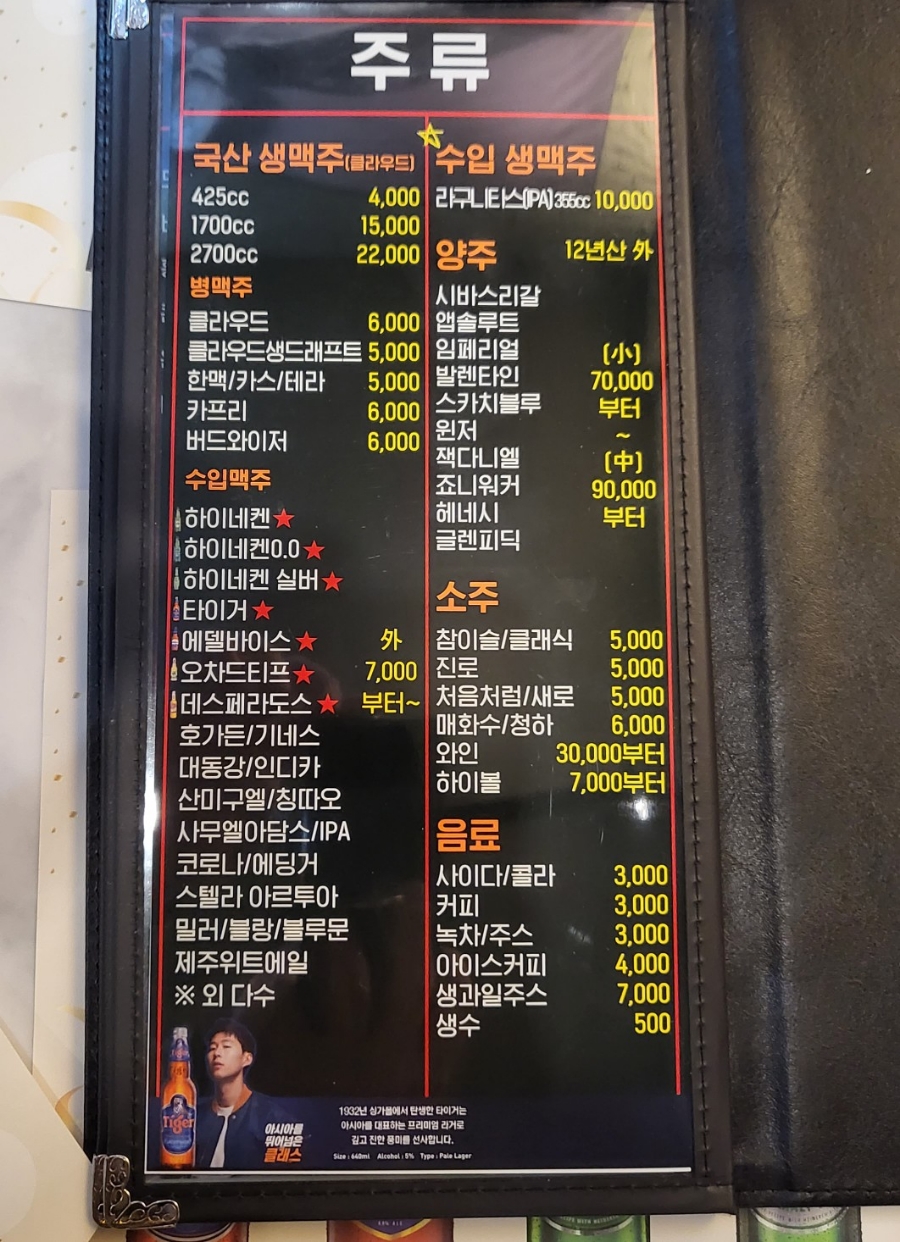 주류
국산 생맥주(클라우드)
425cc 4,000
1700cc 15,000
2700cc 22,000
병맥주
클라우드 6,000
클라우드생드래프트 5,000
한맥/카스/테라 5,000
카프리 6,000
버드와이저 6,000
수입맥주
하이네켄★
하이네켄0.0★
하이네켄 실버★
타이거★
에델바이스★ 外
오차드티프★ 7,000
데스페라도스★ 부터~
호가든/기네스
대동강/인디카
산미구엘/칭따오
사무엘아담스/IPA
코로나/에딩거
스텔라 아르투아
밀러/블랑/블루문
제주위트에일
※ 외 다수
수입 생맥주
라구니타스(IPA)355cc 10,000
양주 12년산 外
시바스리갈
앱솔루트
임페리얼 (小)
발렌타인 70,000
스카치블루 부터
윈저 ~
잭다니엘 (中)
죠니워커 90,000
헤네시 부터
글렌피딕
소주
참이슬/클래식 5,000
진로 5,000
처음처럼/새로 5,000
매화수/청하 6,000
와인 30,000부터
하이볼 7,000부터
음료
사이다/콜라 3,000
커피 3,000
녹차/주스 3,000
아이스커피 4,000
생과일주스 7,000
생수 500
Tiger
아시아를
뛰어넘은
클래스
1932년 싱가폴에서 탄생한 타이거는
아시아를 대표하는 프리미엄 라거로
깊고 진한 풍미를 선사합니다.
Size : 640ml Alcohol : 5% Type : Pale Lager